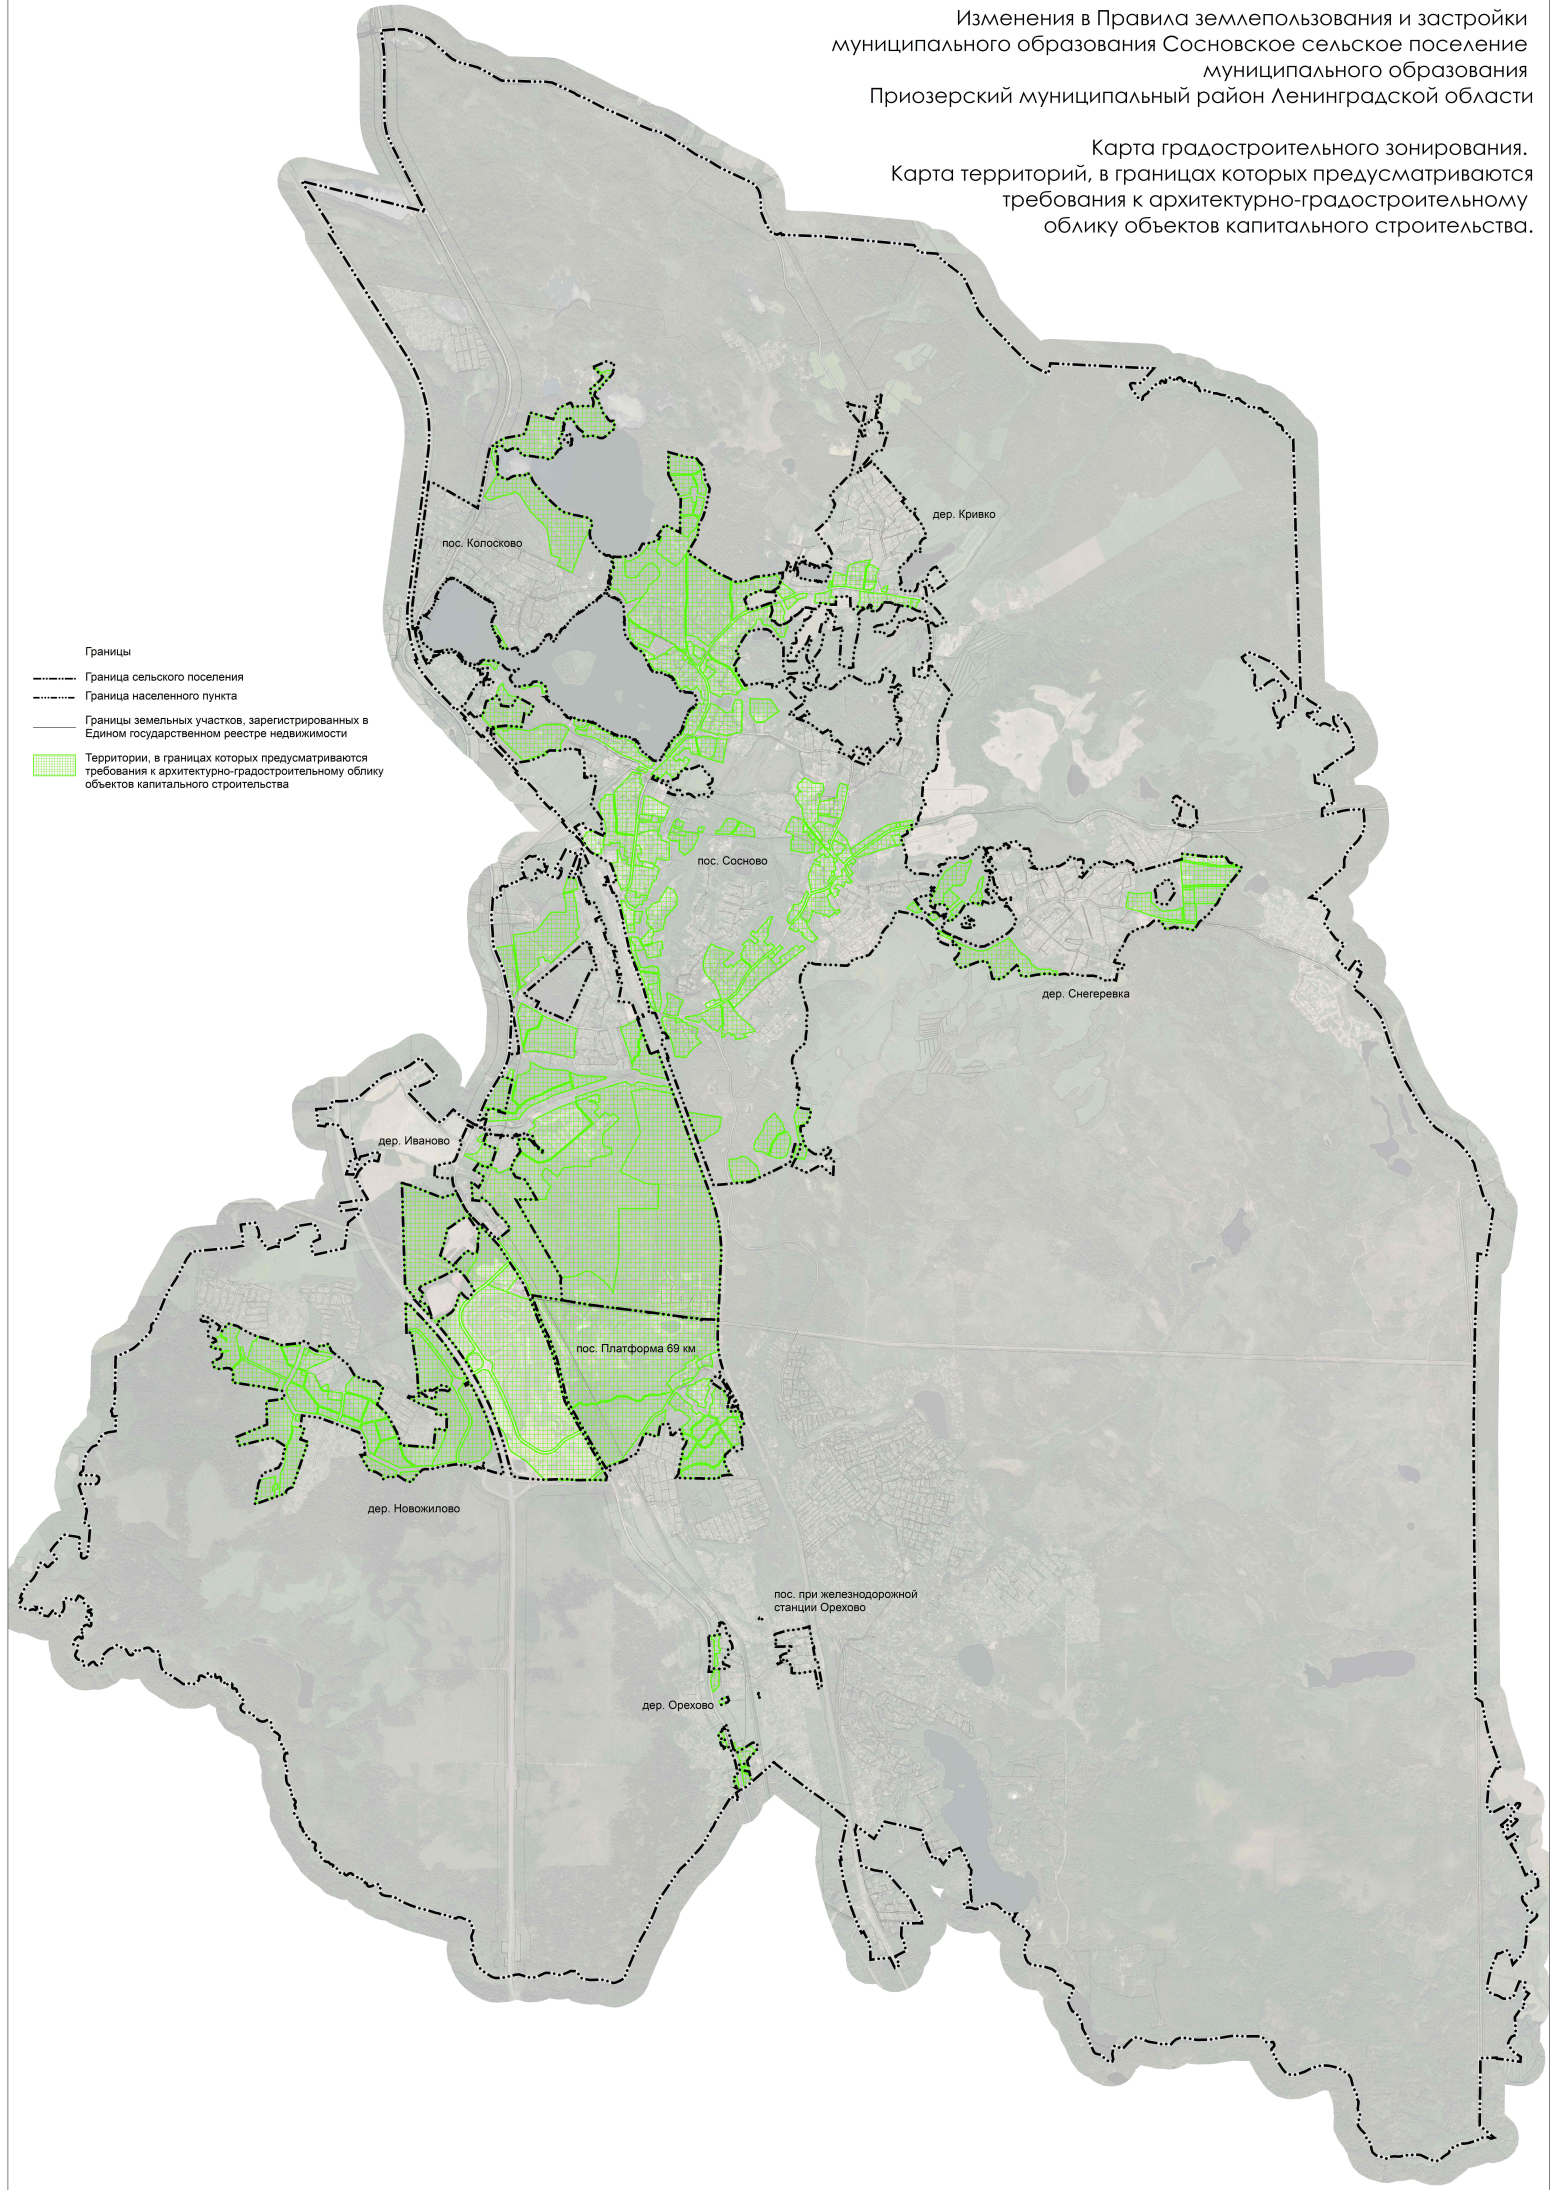 Изменения в Правила землепользования и застройки
муниципального образования Сосновское сельское поселение
муниципального образования
Приозерский муниципальный район Ленинградской области
Карта градостроительного зонирования.
Карта территорий, в границах которых предусматриваются
требования к архитектурно-градостроительному
облику объектов капитального строительства.
дер. Кривко
пос. Колосково
Границы
Граница сельского поселения
Граница населенного пункта
Границы земельных участков, зарегистрированных в
Едином государственном реестре недвижимости
Территории, в границах которых предусматриваются
требования к архитектурно-градостроительному облику
объектов капитального строительства
пос. Сосново
дер. Снегеревка
дер. Иваново
пос. Платформа 69 км
дер. Новожилово
пос. при железнодорожной
станции Орехово
дер. Орехово